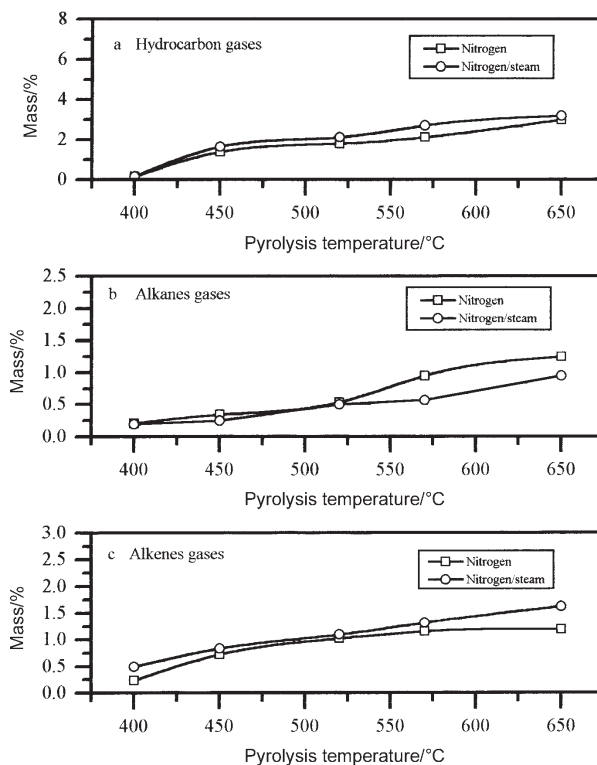 a Hydrocarbon gases
Nitrogen
Nitrogen/steam
Mass/%
8
6
4
2
0
400 450 500 550 600 650
Pyrolysis temperature/°C
b Alkanes gases
Nitrogen
Nitrogen/steam
Mass/%
2.5
2.0
1.5
1.0
0.5
0.0
400 450 500 550 600 650
Pyrolysis temperature/°C
c Alkenes gases
Nitrogen
Nitrogen/steam
Mass/%
3.0
2.5
2.0
1.5
1.0
0.5
0.0
400 450 500 550 600 650
Pyrolysis temperature/°C